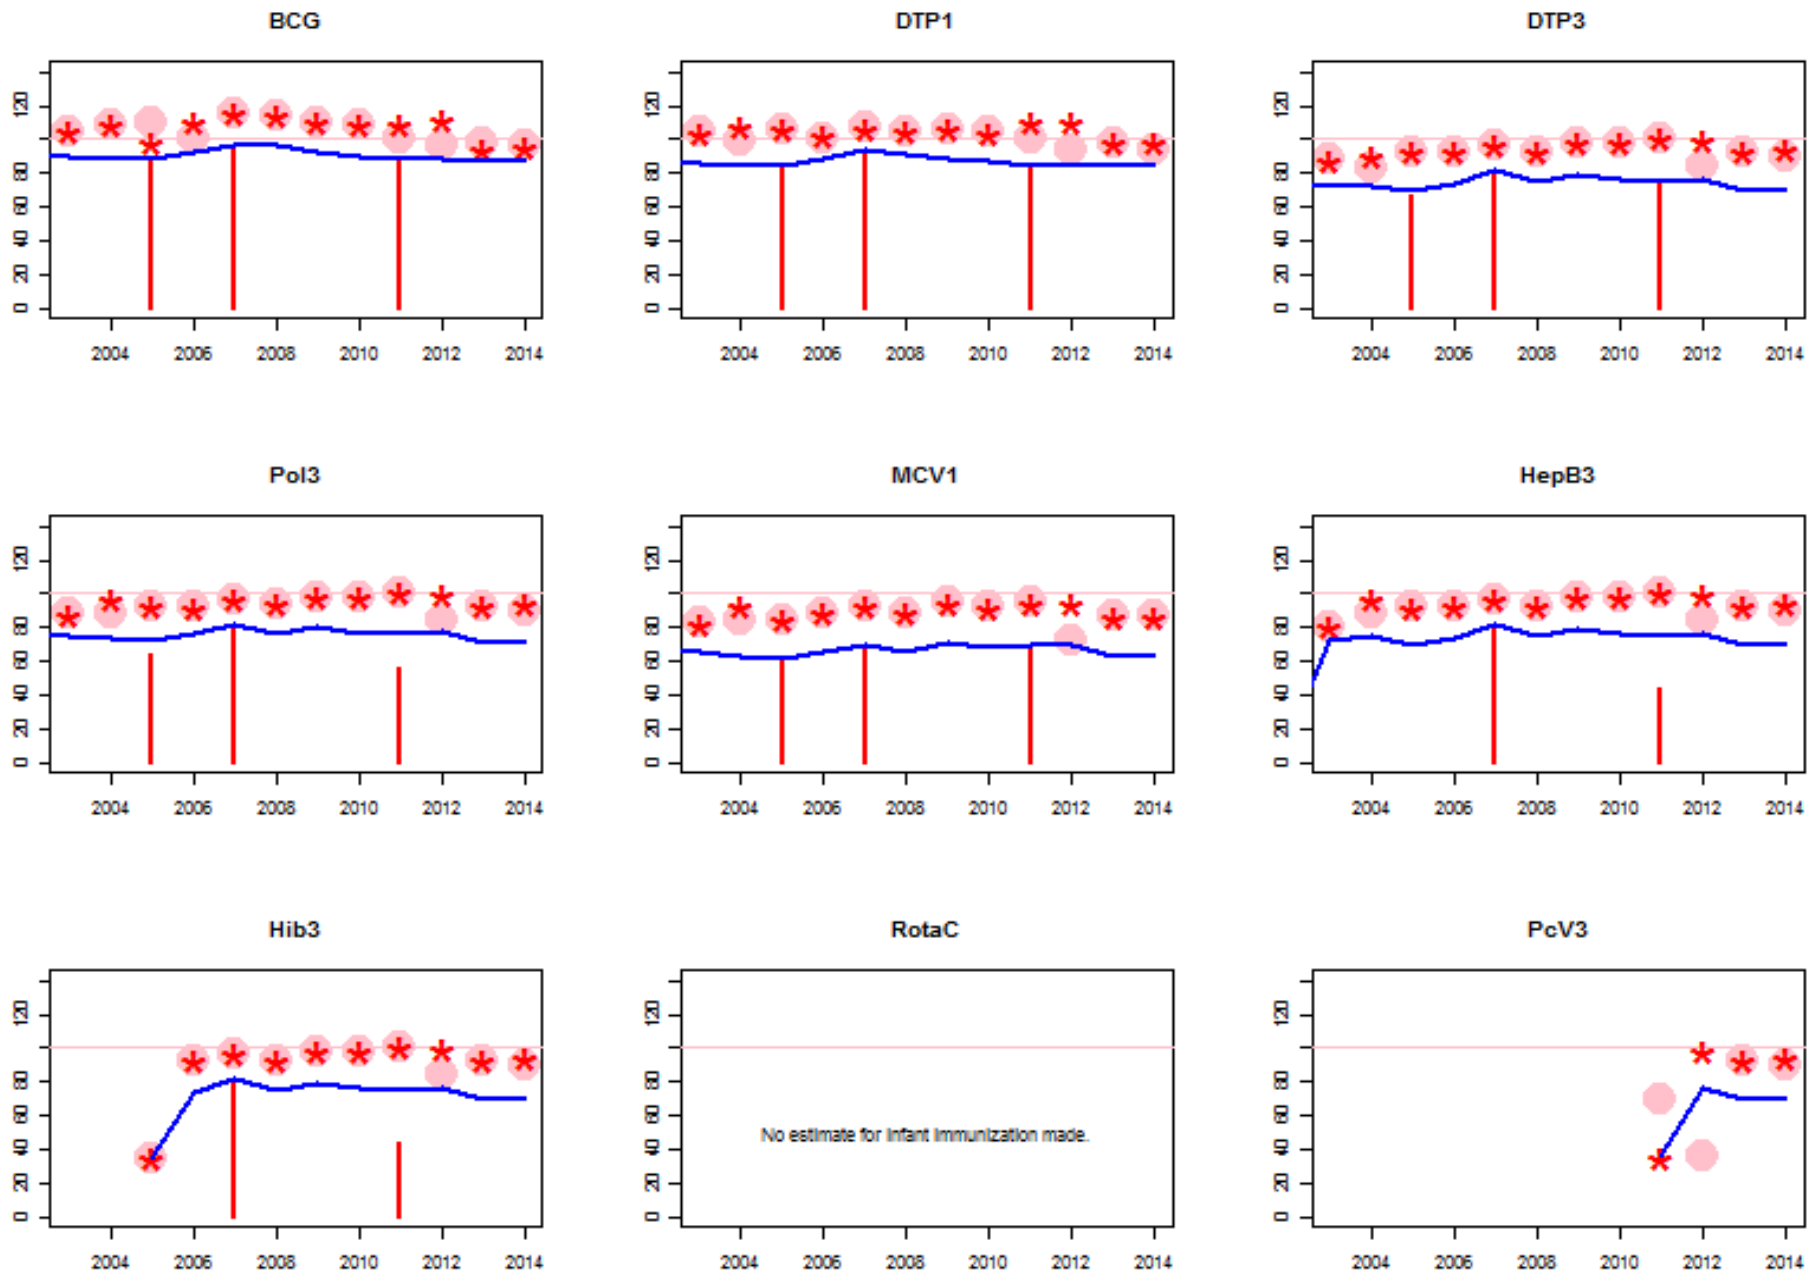 BCG DTP1 DTP3
0 20 40 60 80 120 0 20 40 60 80 120 0 20 40 60 80 120
2004 2006 2008 2010 2012 2014 2004 2006 2008 2010 2012 2014 2004 2006 2008 2010 2012 2014
Pol3 MCV1 HepB3
0 20 40 60 80 120 0 20 40 60 80 120 0 20 40 60 80 120
2004 2006 2008 2010 2012 2014 2004 2006 2008 2010 2012 2014 2004 2006 2008 2010 2012 2014
Hib3 RotaC PcV3
0 20 40 60 80 120 0 20 40 60 80 120 0 20 40 60 80 120
No estimate for infant immunization made.
2004 2006 2008 2010 2012 2014 2004 2006 2008 2010 2012 2014 2004 2006 2008 2010 2012 2014